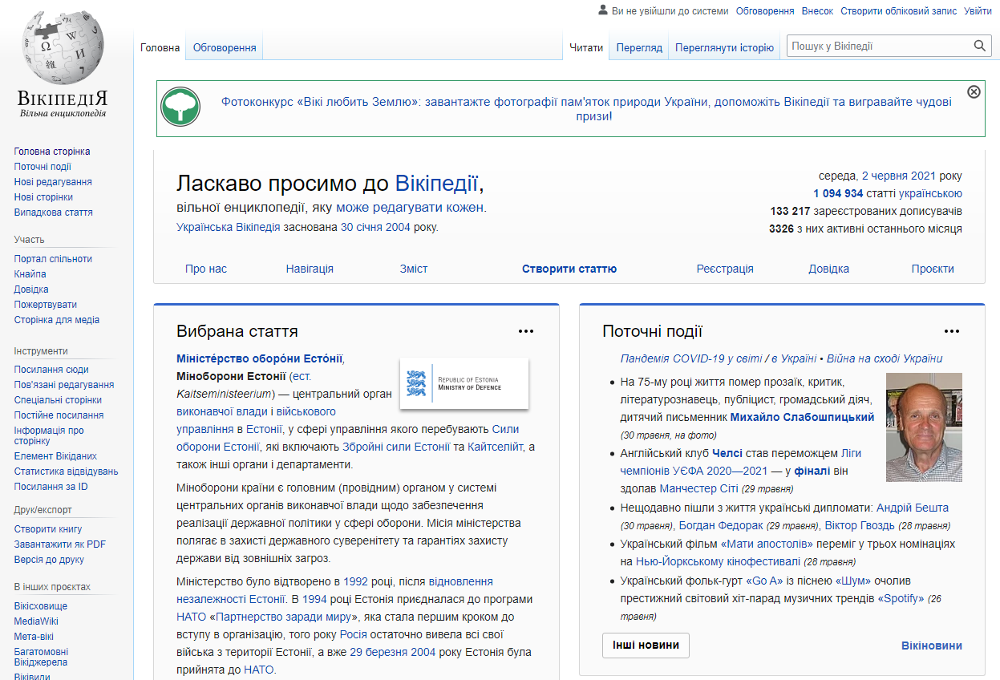 Ви не увійшли до системи Обговорення Внесок Створити обліковий запис Увійти
ВІКІПЕДІЯ
Вільна енциклопедія
Головна Обговорення Читати Перегляд Переглянути історію Пошук у Вікіпедії
Головна сторінка
Поточні події
Нові редагування
Нові сторінки
Випадкова стаття
Участь
Портал спільноти
Кнайпа
Довідка
Пожертвувати
Сторінка для медіа
Інструменти
Посилання сюди
Пов'язані редагування
Спеціальні сторінки
Постійне посилання
Інформація про
сторінку
Елемент Вікіданих
Статистика відвідувань
Посилання за ID
Друк/експорт
Створити книгу
Завантажити як PDF
Версія до друку
В інших проєктах
Вікісховище
MediaWiki
Мета-вікі
Багатомовні
Вікіджерела
Віківиди
Фотоконкурс «Вікі любить Землю»: завантажте фотографії пам'яток природи України, допоможіть Вікіпедії та вигравайте чудові
призи!
Ласкаво просимо до Вікіпедії,
вільної енциклопедії, яку може редагувати кожен.
Українська Вікіпедія заснована 30 січня 2004 року.
середа, 2 червня 2021 року
1 094 934 статті українською
133 217 зареєстрованих дописувачів
3326 з них активні останнього місяця
Про нас Навігація Зміст Створити статтю Реєстрація Довідка Проєкти
Вибрана стаття
Міністе́рство оборо́ни Есто́нії,
Міноборони Естонії (ест.
Kaitseministeerium) — центральний орган
виконавчої влади і військового
управління в Естонії, у сфері управління якого перебувають Сили
оборони Естонії, які включають Збройні сили Естонії та Кайтселійт, а
також інші органи і департаменти.
REPUBLIC OF ESTONIA
MINISTRY OF DEFENCE
Міноборони країни є головним (провідним) органом у системі
центральних органів виконавчої влади щодо забезпечення
реалізації державної політики у сфері оборони. Місія міністерства
полягає в захисті державного суверенітету та гарантіях захисту
держави від зовнішніх загроз.
Міністерство було відтворено в 1992 році, після відновлення
незалежності Естонії. В 1994 році Естонія приєдналася до програми
НАТО «Партнерство заради миру», яка стала першим кроком до
вступу в організацію, того року Росія остаточно вивела всі свої
війська з території Естонії, а вже 29 березня 2004 року Естонія була
прийнята до НАТО.
Поточні події
Пандемія COVID-19 у світі / в Україні • Війна на сході України
• На 75-му році життя помер прозаїк, критик,
літературознавець, публіцист, громадський діяч,
дитячий письменник Михайло Слабошпицький
(30 травня, на фото)
• Англійський клуб Челсі став переможцем Ліги
чемпіонів УЄФА 2020—2021 — у фіналі він
здолав Манчестер Сіті (29 травня)
• Нещодавно пішли з життя українські дипломати: Андрій Бешта
(30 травня), Богдан Федорак (29 травня), Віктор Гвоздь (28 травня)
• Український фільм «Мати апостолів» переміг у трьох номінаціях
на Нью-Йоркському кінофестивалі (28 травня)
• Український фольк-гурт «Go A» із піснею «Шум» очолив
престижний світовий хіт-парад музичних трендів «Spotify» (26
травня)
Інші новини Вікіновини